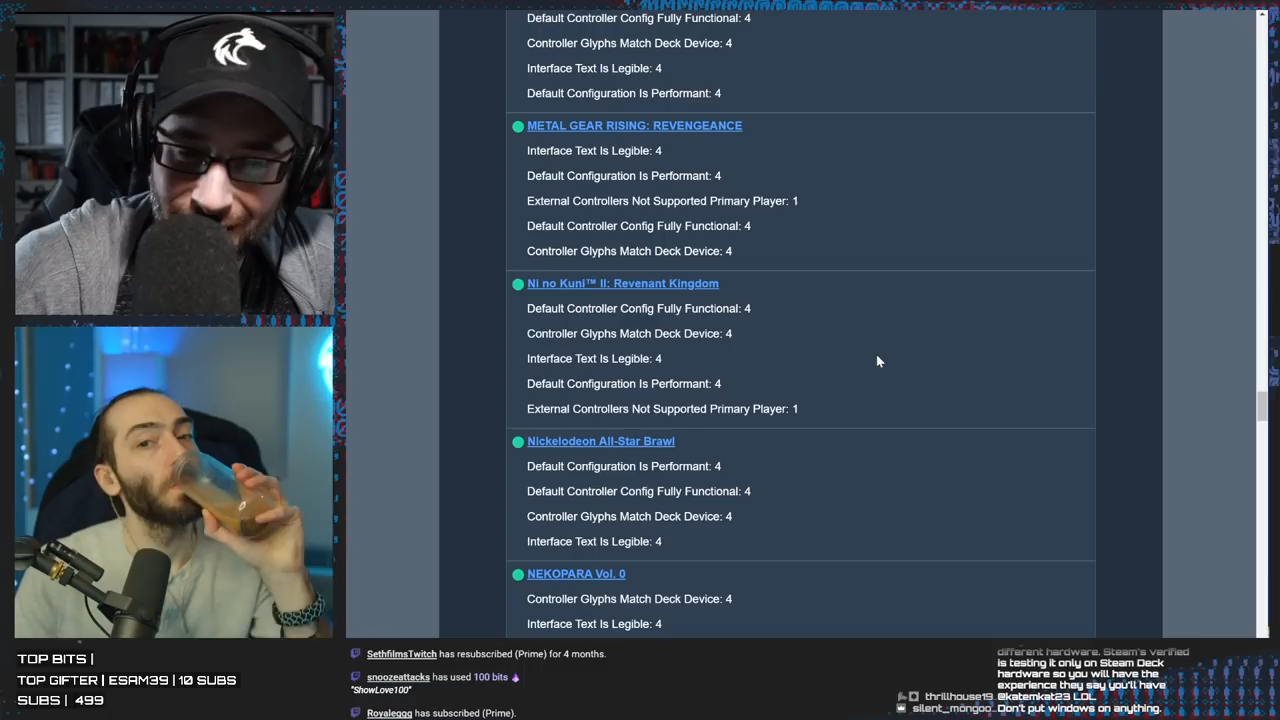 Default Controller Config Fully Functional: 4
Controller Glyphs Match Deck Device: 4
Interface Text Is Legible: 4
Default Configuration Is Performant: 4
METAL GEAR RISING: REVENGEANCE
Interface Text Is Legible: 4
Default Configuration Is Performant: 4
External Controllers Not Supported Primary Player: 1
Default Controller Config Fully Functional: 4
Controller Glyphs Match Deck Device: 4
Ni no Kuni™ II: Revenant Kingdom
Default Controller Config Fully Functional: 4
Controller Glyphs Match Deck Device: 4
Interface Text Is Legible: 4
Default Configuration Is Performant: 4
External Controllers Not Supported Primary Player: 1
Nickelodeon All-Star Brawl
Default Configuration Is Performant: 4
Default Controller Config Fully Functional: 4
Controller Glyphs Match Deck Device: 4
Interface Text Is Legible: 4
NEKOPARA Vol. 0
Controller Glyphs Match Deck Device: 4
Interface Text Is Legible: 4
TOP BITS |
TOP GIFTER | ESAM39 | 10 SUBS
SUBS | 499
SethfilmsTwitch has resubscribed (Prime) for 4 months.
snoozeattacks has used 100 bits
"ShowLove100"
Royaleggg has subscribed (Prime).
different hardware. Steam's verified
is testing it only on Steam Deck
hardware so you will have the
experience they say you'll have
thrillhouse19 @katemkat23 LOL
silent_mongoo Don't put windows on anything.